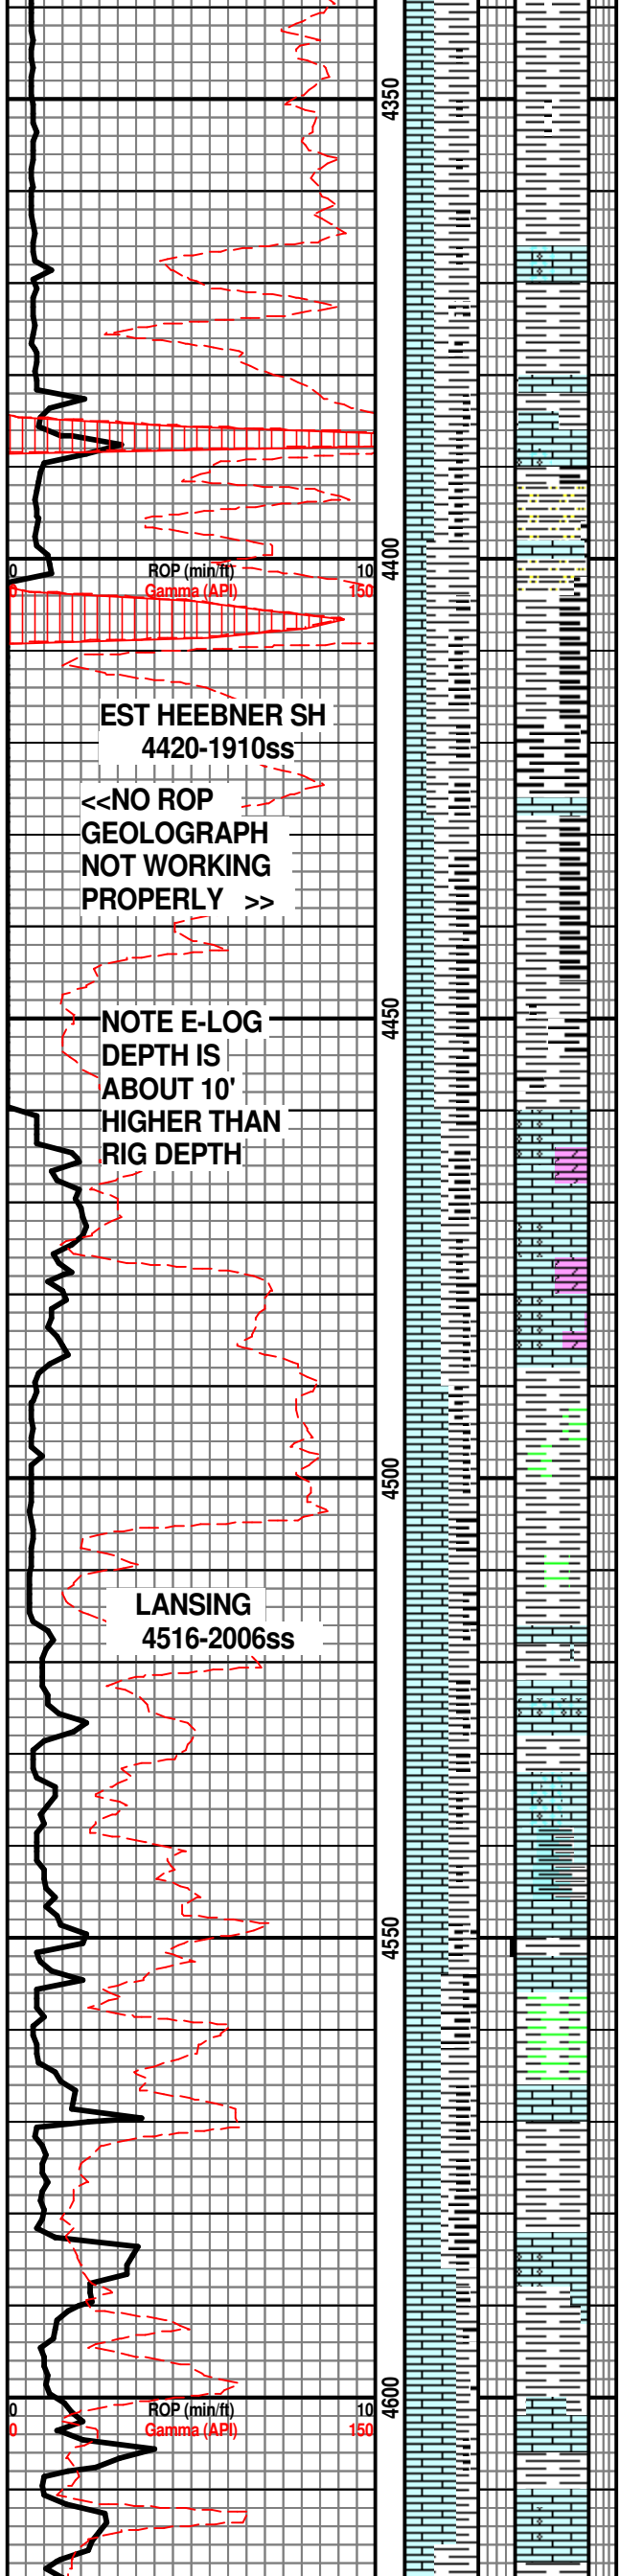 4350
4400
0 ROP (min/ft) 10
0 Gamma (API) 150
EST HEEBNER SH
4420-1910ss
<<NO ROP
GEOLOGRAPH
NOT WORKING
PROPERLY >>
4450
NOTE E-LOG
DEPTH IS
ABOUT 10'
HIGHER THAN
RIG DEPTH
4500
LANSING
4516-2006ss
4550
4600
0 ROP (min/ft) 10
0 Gamma (API) 150